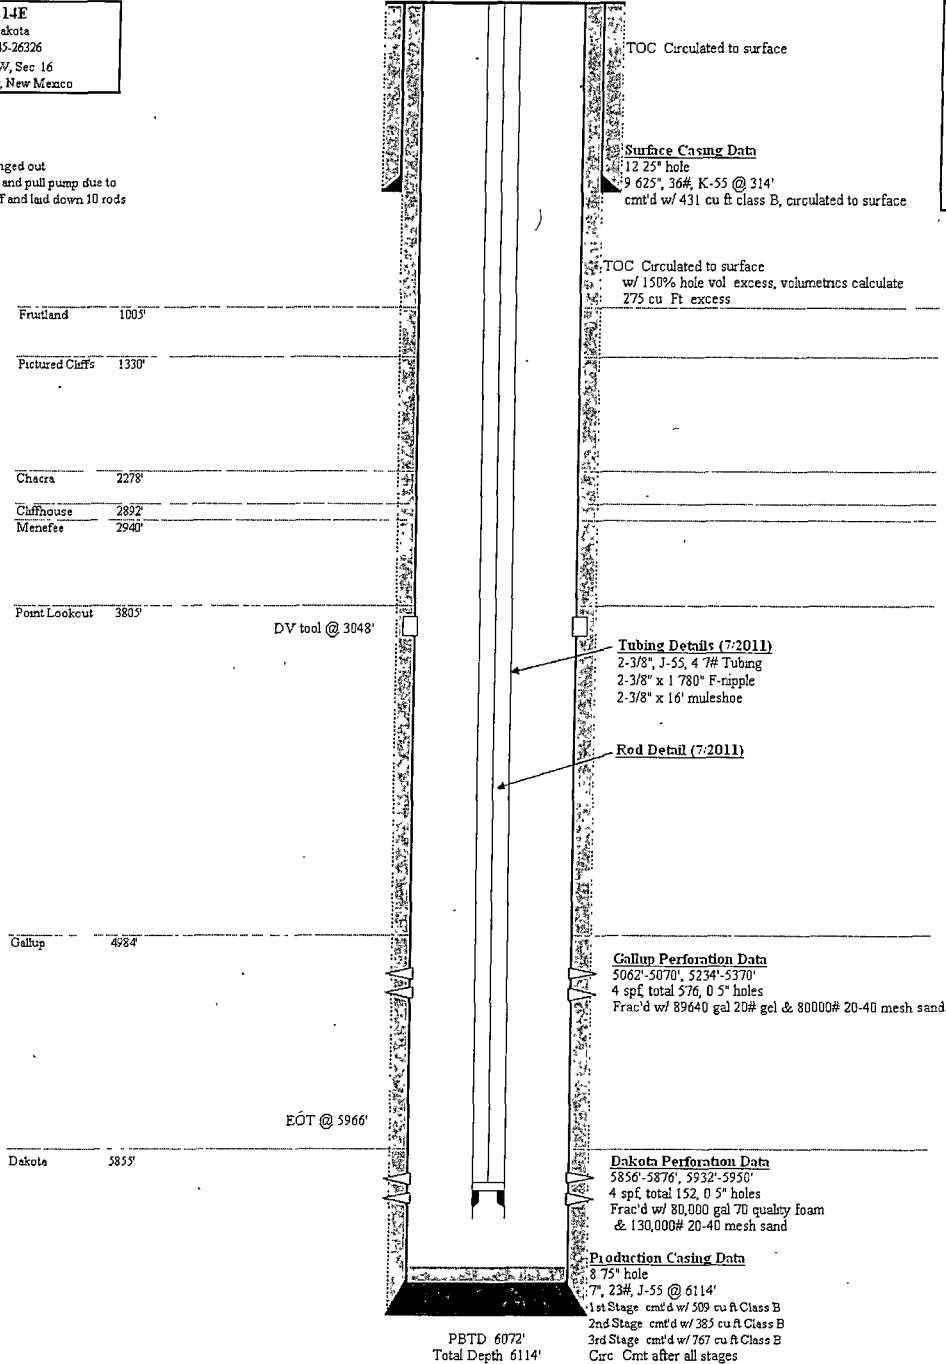 14E
akota
45-26326
W, Sec 16
, New Mexico
nged out
and pull pump due to
f and laid down 10 rods
TOC Circulated to surface
Surface Casing Data
12 25" hole
9 625", 36#, K-55 @ 314'
cmt'd w/ 431 cu ft class B, circulated to surface
TOC Circulated to surface
w/ 150% hole vol excess, volumetrics calculate
275 cu Ft excess
Fruitland 1005'
Pictured Cliffs 1330'
Chacra 2278'
Cliffhouse 2892'
Menefee 2940'
Point Lookout 3805'
DV tool @ 3048'
Tubing Details (7/2011)
2-3/8", J-55, 4 7# Tubing
2-3/8" x 1 780" F-nipple
2-3/8" x 16' muleshoe
Rod Detail (7/2011)
Gallup 4984'
Gallup Perforation Data
5062'-5070', 5234'-5370'
4 spf, total 576, 0 5" holes
Frac'd w/ 89640 gal 20# gel & 80000# 20-40 mesh sand
EOT @ 5966'
Dakota 5855'
Dakota Perforation Data
5856'-5876', 5932'-5950'
4 spf, total 152, 0 5" holes
Frac'd w/ 80,000 gal 70 quality foam
& 130,000# 20-40 mesh sand
Production Casing Data
8 75" hole
7", 23#, J-55 @ 6114'
1st Stage cmt'd w/ 509 cu ft Class B
2nd Stage cmt'd w/ 385 cu ft Class B
3rd Stage cmt'd w/ 767 cu ft Class B
Circ Cmt after all stages
PBTD 6072'
Total Depth 6114'